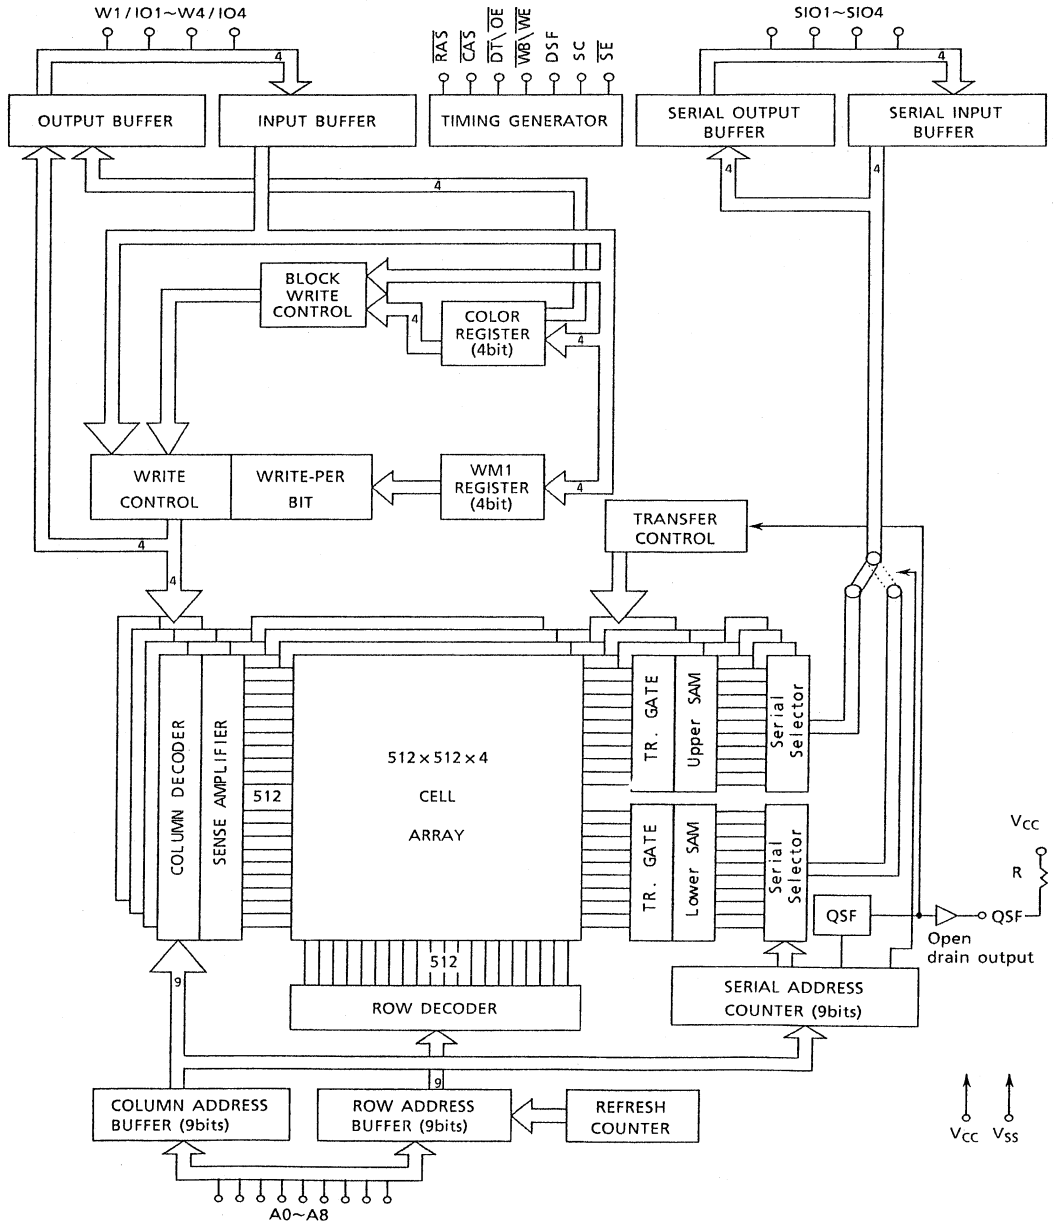 W1/IO1~W4/IO4
SIO1~SIO4
RAS
CAS
DT\OE
WB\WE
DSF
SC
SE
4
4
OUTPUT BUFFER
INPUT BUFFER
TIMING GENERATOR
SERIAL OUTPUT
BUFFER
SERIAL INPUT
BUFFER
4
4
4
BLOCK
WRITE
CONTROL
COLOR
REGISTER
(4bit)
4
4
WRITE
CONTROL
WRITE-PER
BIT
WM1
REGISTER
(4bit)
4
TRANSFER
CONTROL
4
4
COLUMN DECODER
SENSE AMPLIFIER
512
512×512×4
CELL
ARRAY
TR. GATE
Upper SAM
Serial
Selector
TR. GATE
Lower SAM
Serial
Selector
VCC
R
QSF
QSF
Open
drain output
512
9
ROW DECODER
SERIAL ADDRESS
COUNTER (9bits)
9
COLUMN ADDRESS
BUFFER (9bits)
ROW ADDRESS
BUFFER (9bits)
REFRESH
COUNTER
VCC
VSS
A0~A8